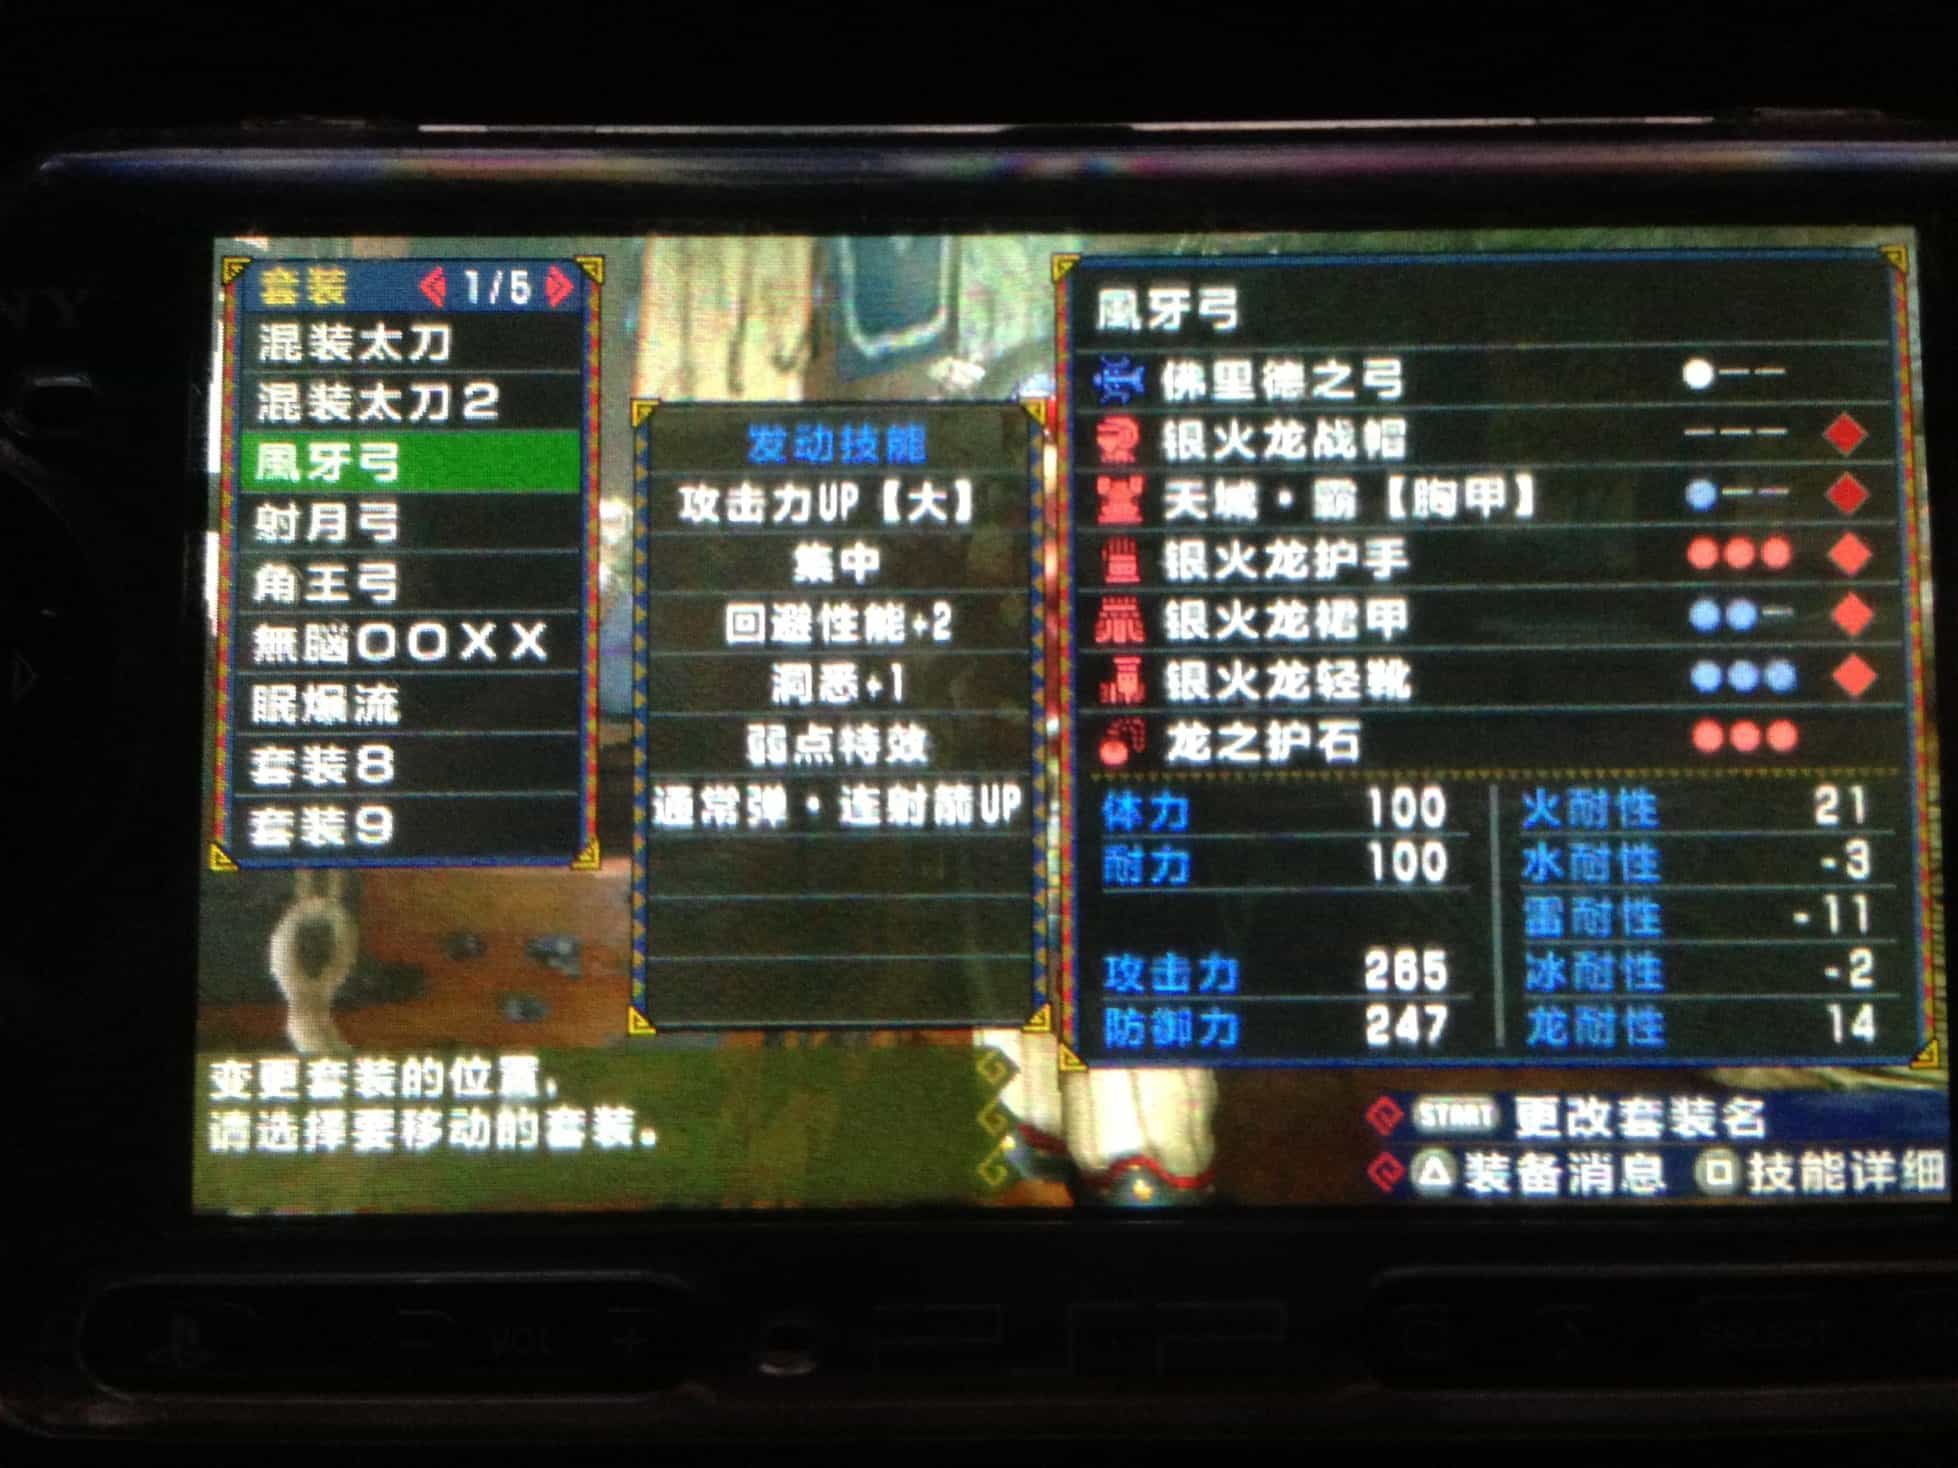 套装 1/5
混装太刀
混装太刀2
風牙弓
射月弓
角王弓
無脳OOXX
眠爆流
套装8
套装9
发动技能
攻击力UP【大】
集中
回避性能+2
洞悉+1
弱点特效
通常弹・连射箭UP
風牙弓
佛里德之弓
银火龙战帽
天城・霸【胸甲】
银火龙护手
银火龙裙甲
银火龙轻靴
龙之护石
体力 100
耐力 100
攻击力 265
防御力 247
火耐性 21
水耐性 -3
雷耐性 -11
冰耐性 -2
龙耐性 14
变更套装的位置,
请选择要移动的套装。
START 更改套装名
装备消息 技能详细
VOL